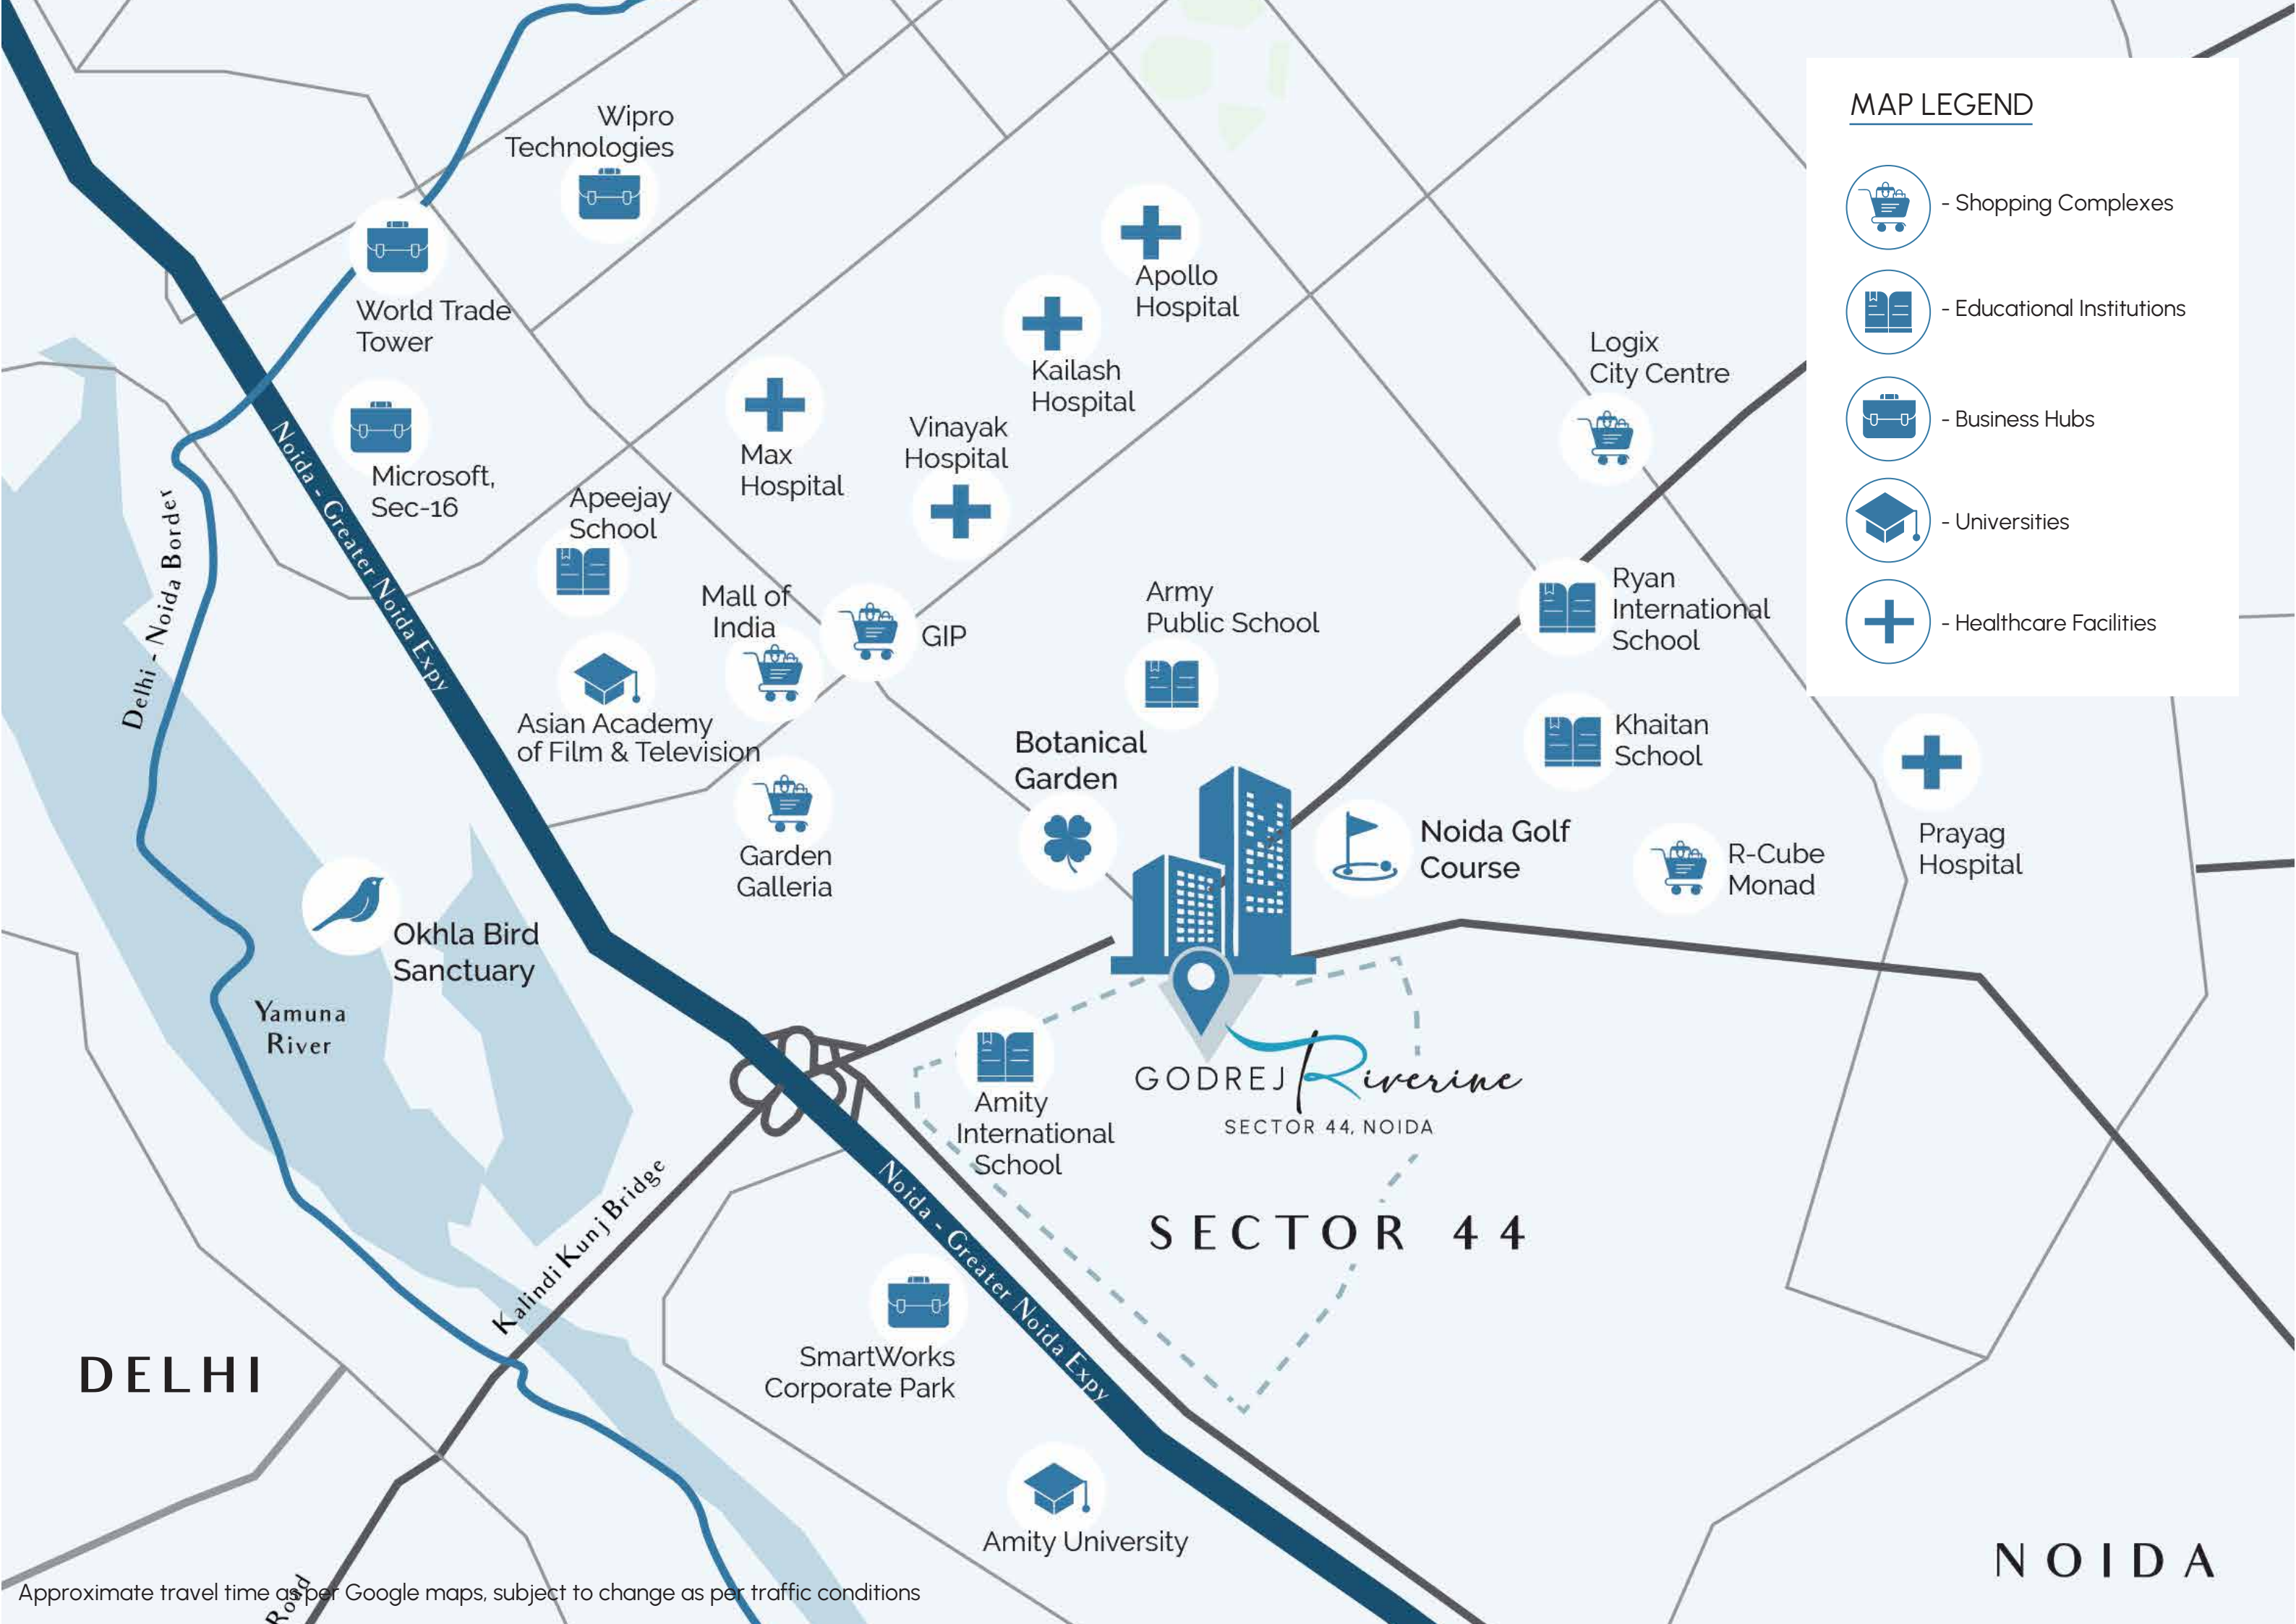 MAP LEGEND
- Shopping Complexes
- Educational Institutions
- Business Hubs
- Universities
- Healthcare Facilities
Wipro
Technologies
World Trade
Tower
Microsoft,
Sec-16
Apollo
Hospital
Kailash
Hospital
Max
Hospital
Vinayak
Hospital
Logix
City Centre
Apeejay
School
Mall of
India
GIP
Army
Public School
Ryan
International
School
Asian Academy
of Film & Television
Khaitan
School
Botanical
Garden
Garden
Galleria
Noida Golf
Course
R-Cube
Monad
Prayag
Hospital
Noida - Greater Noida Expy
Delhi - Noida Border
Okhla Bird
Sanctuary
Yamuna
River
Amity
International
School
GODREJ Riverine
SECTOR 44, NOIDA
SECTOR 44
Kalindi Kunj Bridge
Noida - Greater Noida Expy
SmartWorks
Corporate Park
DELHI
Amity University
NOIDA
Road
Approximate travel time as per Google maps, subject to change as per traffic conditions